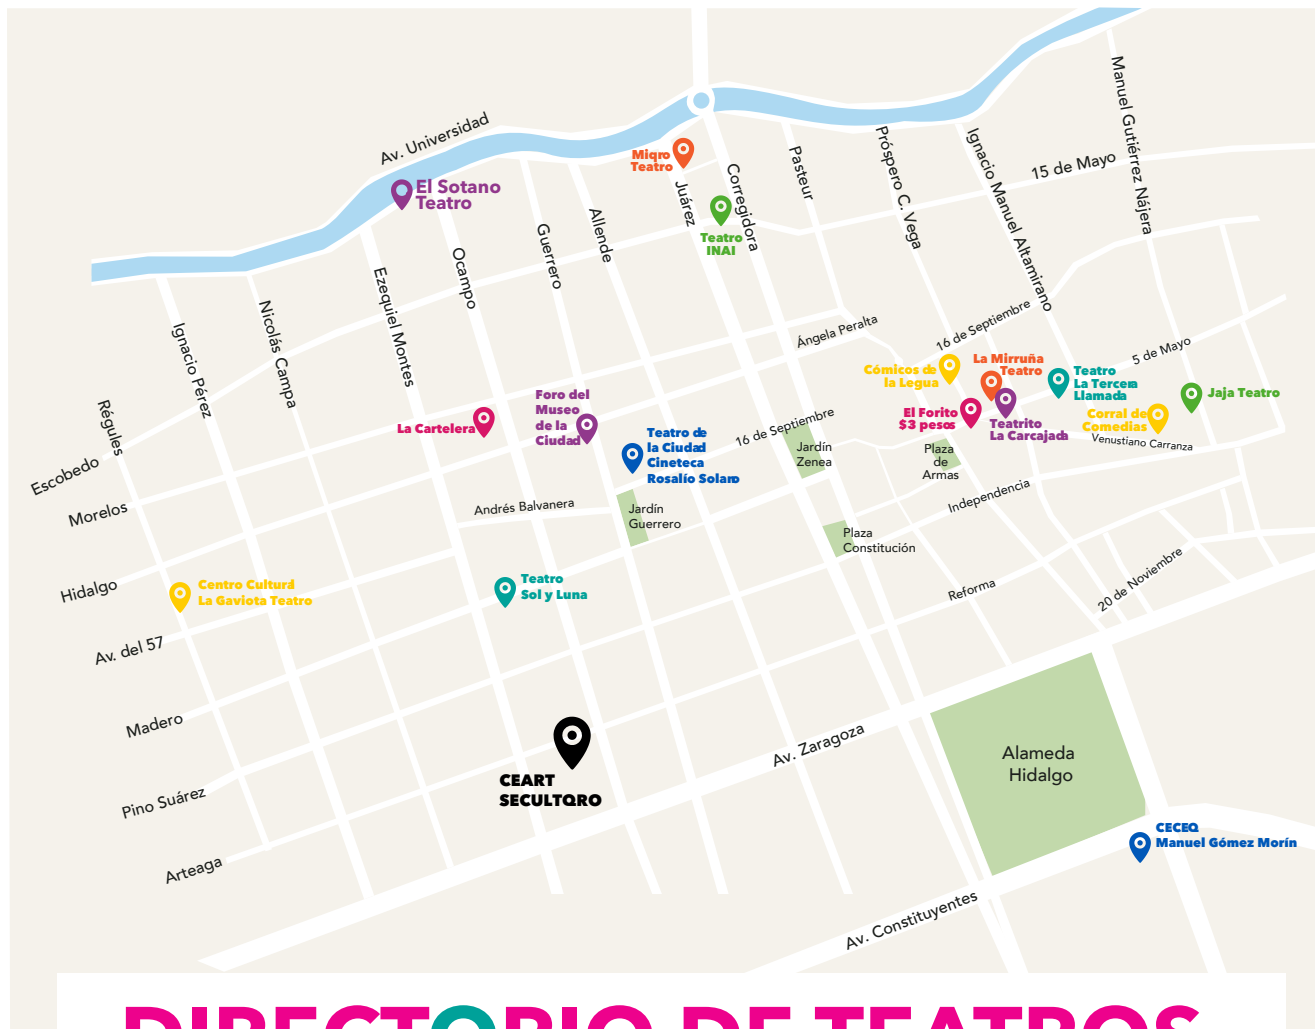 Av. Universidad
Manuel Gutiérrez Nájera
Miqro
Teatro
El Sotano
Teatro
Juárez
Corregidora
Pasteur
Próspero C. Vega
Ignacio Manuel Altamirano
15 de Mayo
Teatro
INAI
Guerrero
Allende
Ocampo
Ezequiel Montes
Nicolás Campa
Ignacio Pérez
Régules
Ángela Peralta
16 de Septiembre
5 de Mayo
Cómicos de
la Legua
La Mirruña
Teatro
Teatro
La Tercera
Llamada
Jaja Teatro
El Forito
$3 pesos
Teatrito
La Carcajada
Corral de
Comedias
Venustiano Carranza
La Cartelera
Foro del
Museo
de la
Ciudad
Teatro de
la Ciudad
Cineteca
Rosalío Solano
16 de Septiembre
Jardín
Zenea
Plaza
de
Armas
Independencia
Escobedo
Morelos
Andrés Balvanera
Jardín
Guerrero
Plaza
Constitución
Hidalgo
Centro Cultural
La Gaviota Teatro
Teatro
Sol y Luna
Reforma
20 de Noviembre
Av. del 57
Madero
Pino Suárez
Arteaga
CEART
SECULTQRO
Av. Zaragoza
Alameda
Hidalgo
CECEQ
Manuel Gómez Morín
Av. Constituyentes
DIRECTORIO DE TEATROS